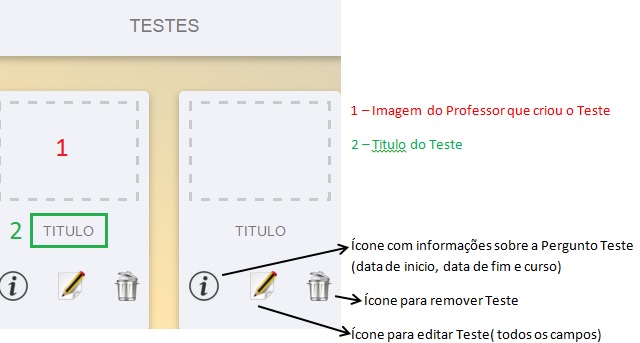 TESTES
1
1 – Imagem do Professor que criou o Teste
2 – Titulo do Teste
2 TITULO
TITULO
Ícone com informações sobre a Pergunto Teste
(data de inicio, data de fim e curso)
Ícone para remover Teste
Ícone para editar Teste( todos os campos)